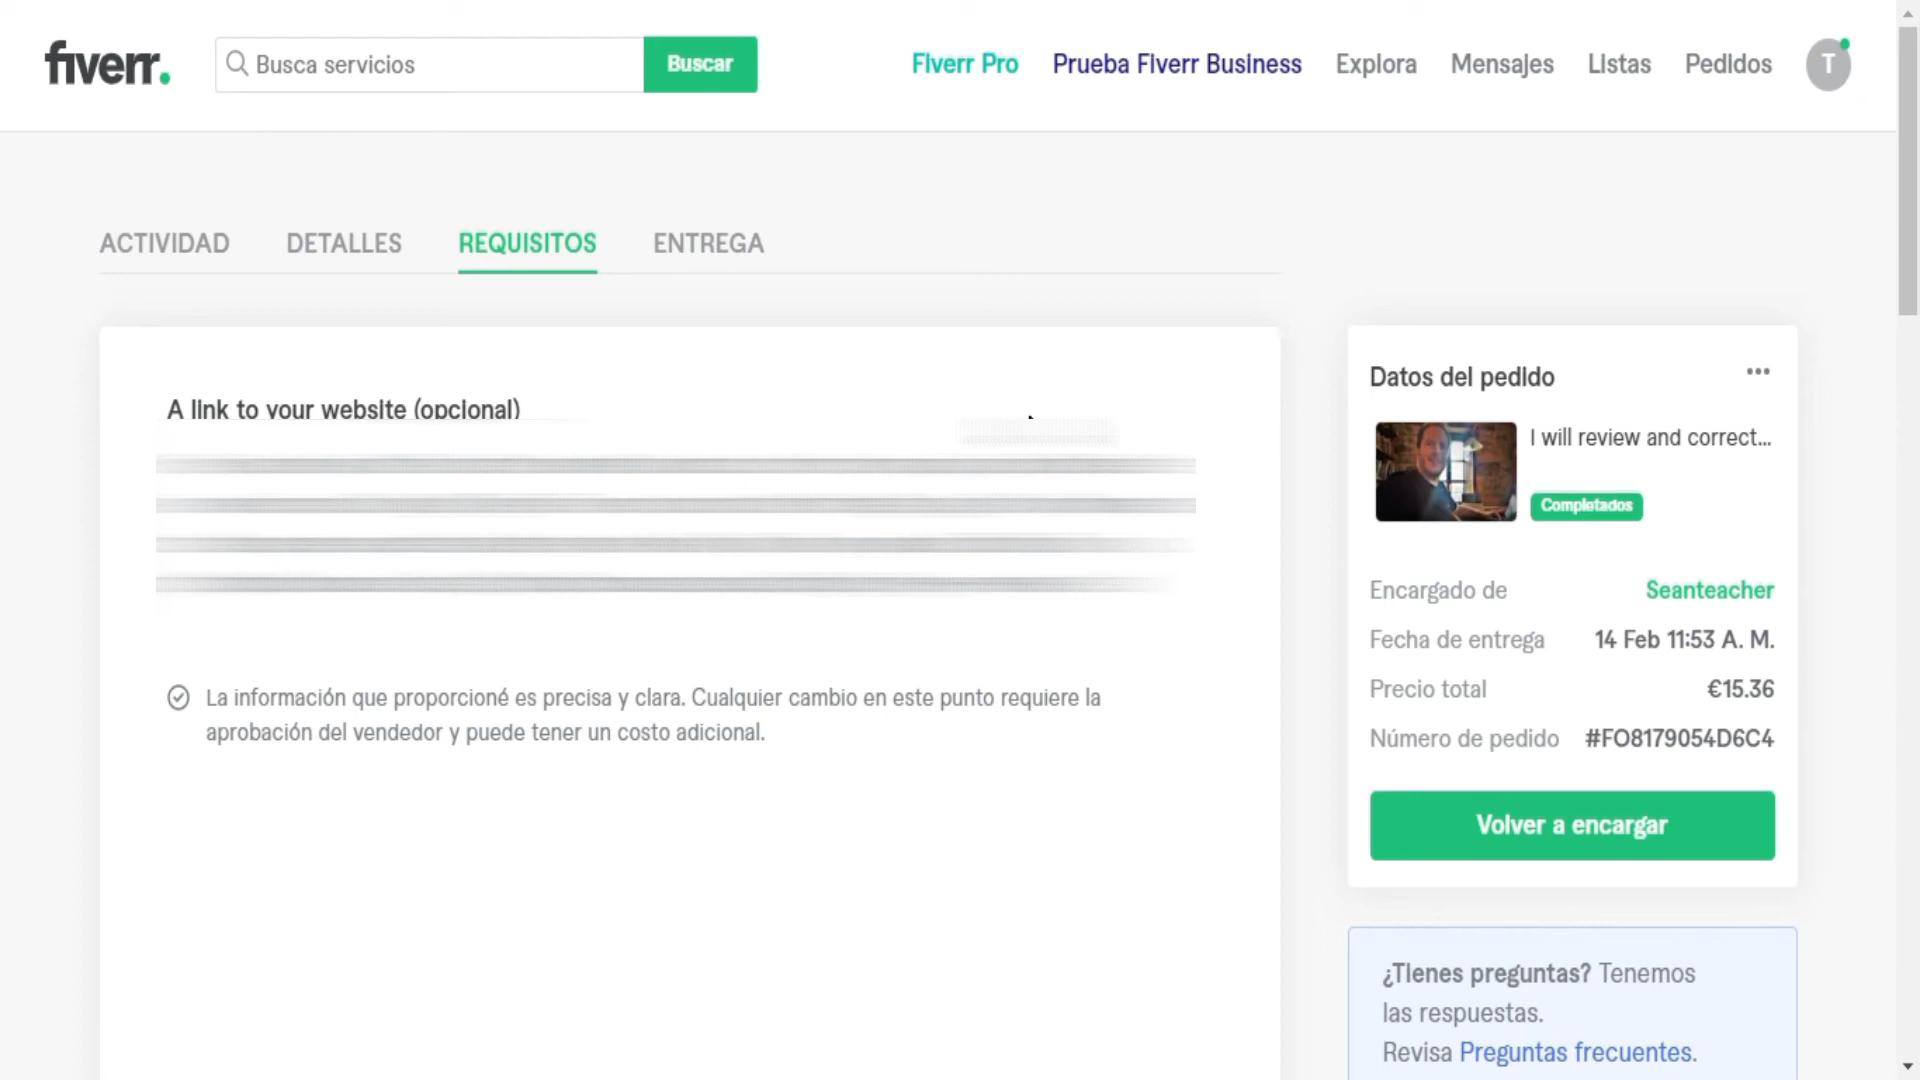 fiverr.
Busca servicios
Buscar
Fiverr Pro
Prueba Fiverr Business
Explora
Mensajes
Listas
Pedidos
T
ACTIVIDAD
DETALLES
REQUISITOS
ENTREGA
A link to your website (opcional)
La información que proporcioné es precisa y clara. Cualquier cambio en este punto requiere la
aprobación del vendedor y puede tener un costo adicional.
Datos del pedido
I will review and correct...
Completados
Encargado de Seanteacher
Fecha de entrega 14 Feb 11:53 A. M.
Precio total €15.36
Número de pedido #FO8179054D6C4
Volver a encargar
¿Tienes preguntas? Tenemos
las respuestas.
Revisa Preguntas frecuentes.